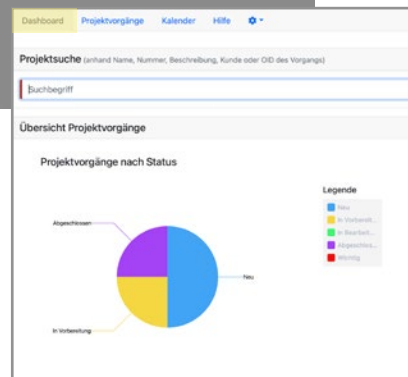 Dashboard Projektvorgänge Kalender Hilfe
Projektsuche (anhand Name, Nummer, Beschreibung, Kunde oder OID des Vorgangs)
Suchbegriff
Übersicht Projektvorgänge
Projektvorgänge nach Status
Legende
Neu
In Vorbereit...
In Bearbeit...
Abgeschlos...
Wichtig
Abgeschlossen
Neu
In Vorbereitung